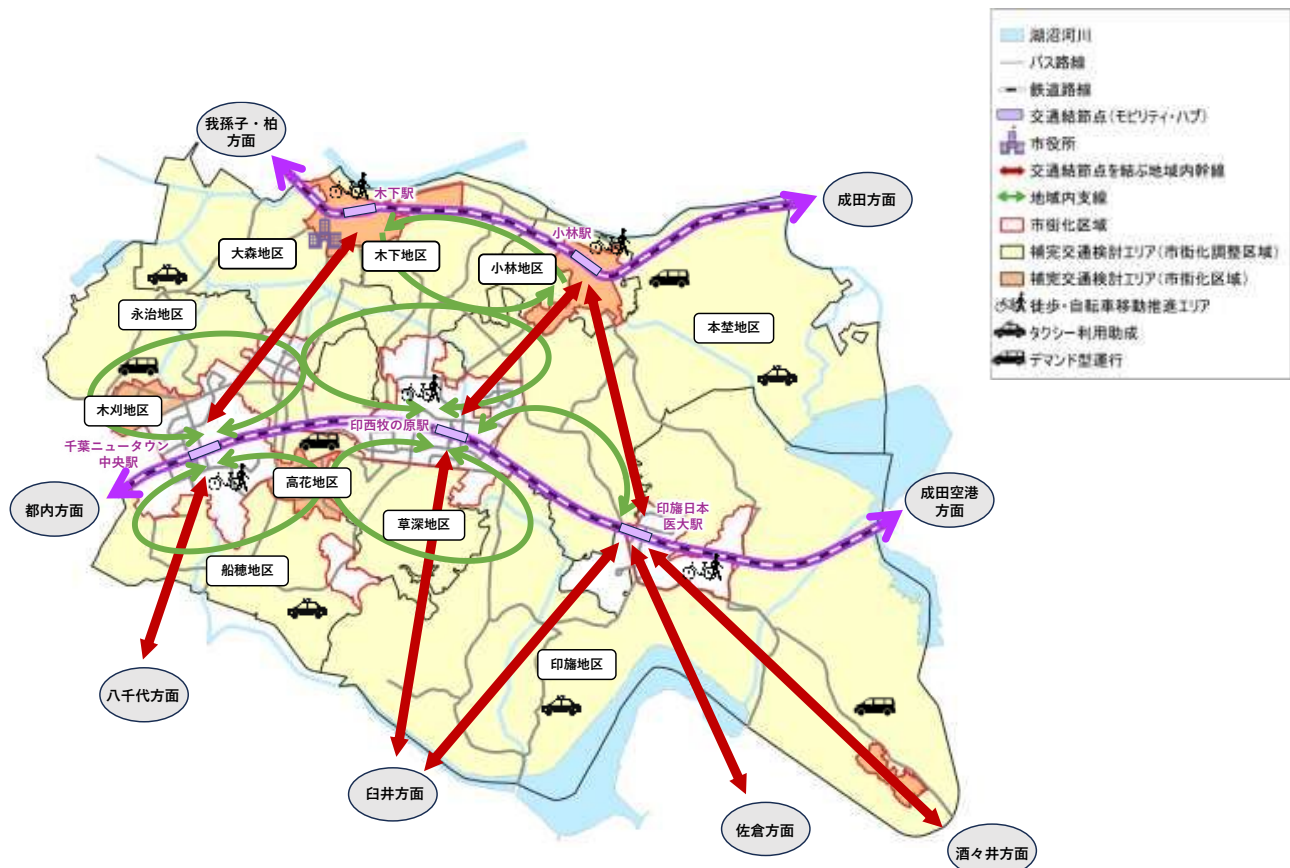 湖沼河川
バス路線
鉄道路線
交通結節点(モビリティ・ハブ)
市役所
交通結節点を結ぶ地域内幹線
地域内支線
市街化区域
補完交通検討エリア(市街化調整区域)
補完交通検討エリア(市街化区域)
徒歩・自転車移動推進エリア
タクシー利用助成
デマンド型運行
我孫子・柏
方面
木下駅
成田方面
小林駅
大森地区
木下地区
小林地区
永治地区
本埜地区
木刈地区
千葉ニュータウン
中央駅
印西牧の原駅
高花地区
都内方面
草深地区
印旛日本
医大駅
成田空港
方面
船穂地区
印旛地区
八千代方面
臼井方面
佐倉方面
酒々井方面